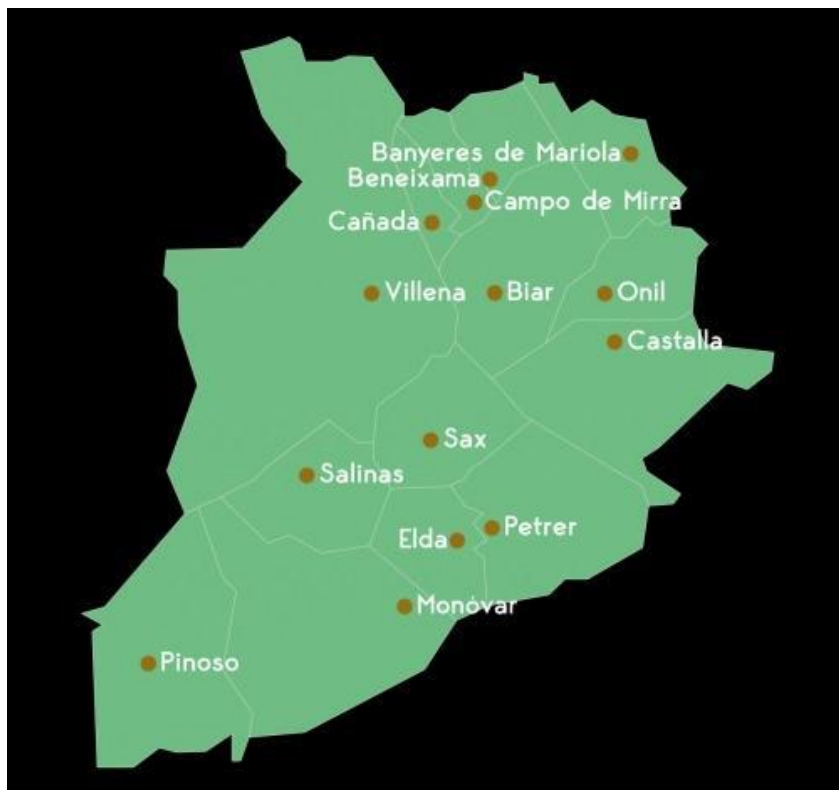 Banyeres de Mariola
Beneixama
Campo de Mirra
Cañada
Villena
Biar
Onil
Castalla
Sax
Salinas
Petrer
Elda
Monóvar
Pinoso